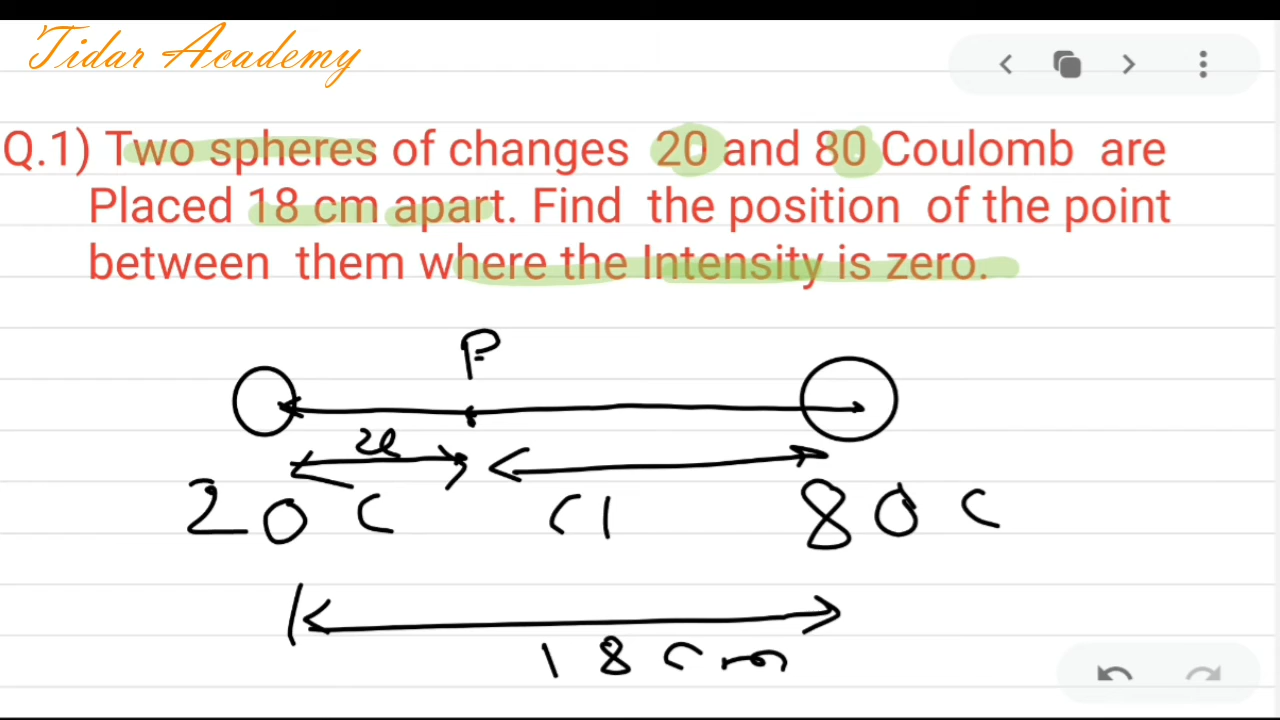 Tidar Academy
Q.1) Two spheres of changes 20 and 80 Coulomb are
Placed 18 cm apart. Find the position of the point
between them where the Intensity is zero.
P
x
20 C (1 80 C
18 cm